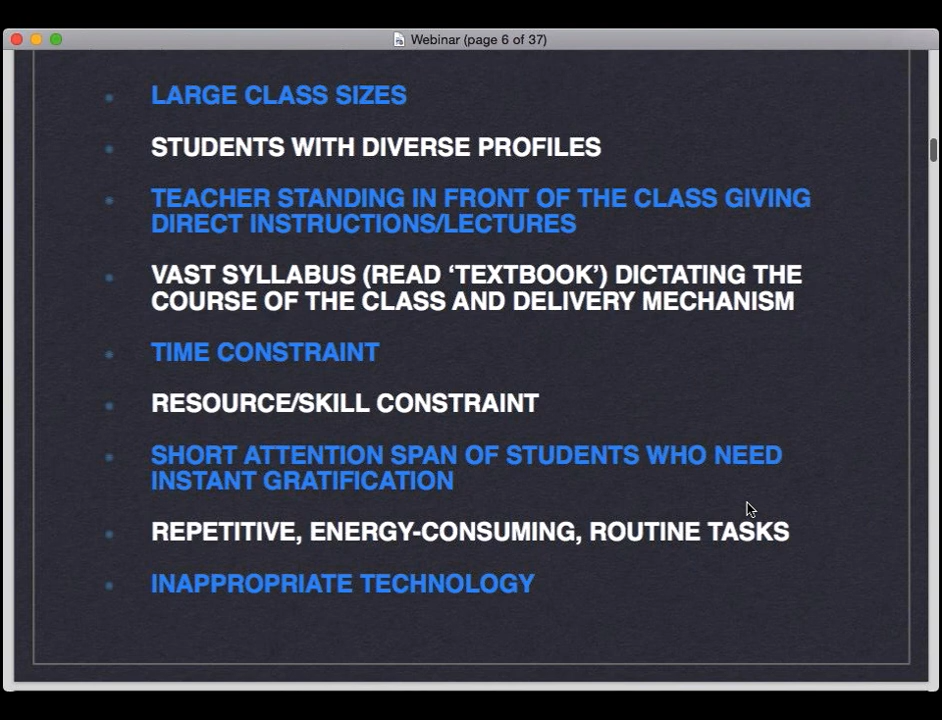 Webinar (page 6 of 37)
LARGE CLASS SIZES
STUDENTS WITH DIVERSE PROFILES
TEACHER STANDING IN FRONT OF THE CLASS GIVING
DIRECT INSTRUCTIONS/LECTURES
VAST SYLLABUS (READ ‘TEXTBOOK’) DICTATING THE
COURSE OF THE CLASS AND DELIVERY MECHANISM
TIME CONSTRAINT
RESOURCE/SKILL CONSTRAINT
SHORT ATTENTION SPAN OF STUDENTS WHO NEED
INSTANT GRATIFICATION
REPETITIVE, ENERGY-CONSUMING, ROUTINE TASKS
INAPPROPRIATE TECHNOLOGY